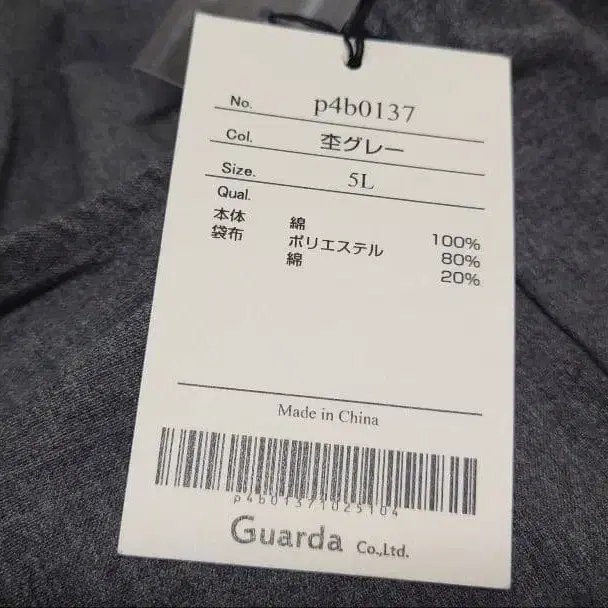 No. p4b0137
Col. 杢グレー
Size. 5L
Qual.
本体 綿 100%
袋布 ポリエステル 80%
綿 20%
Made in China
p4b01371025104
Guarda Co.,Ltd.